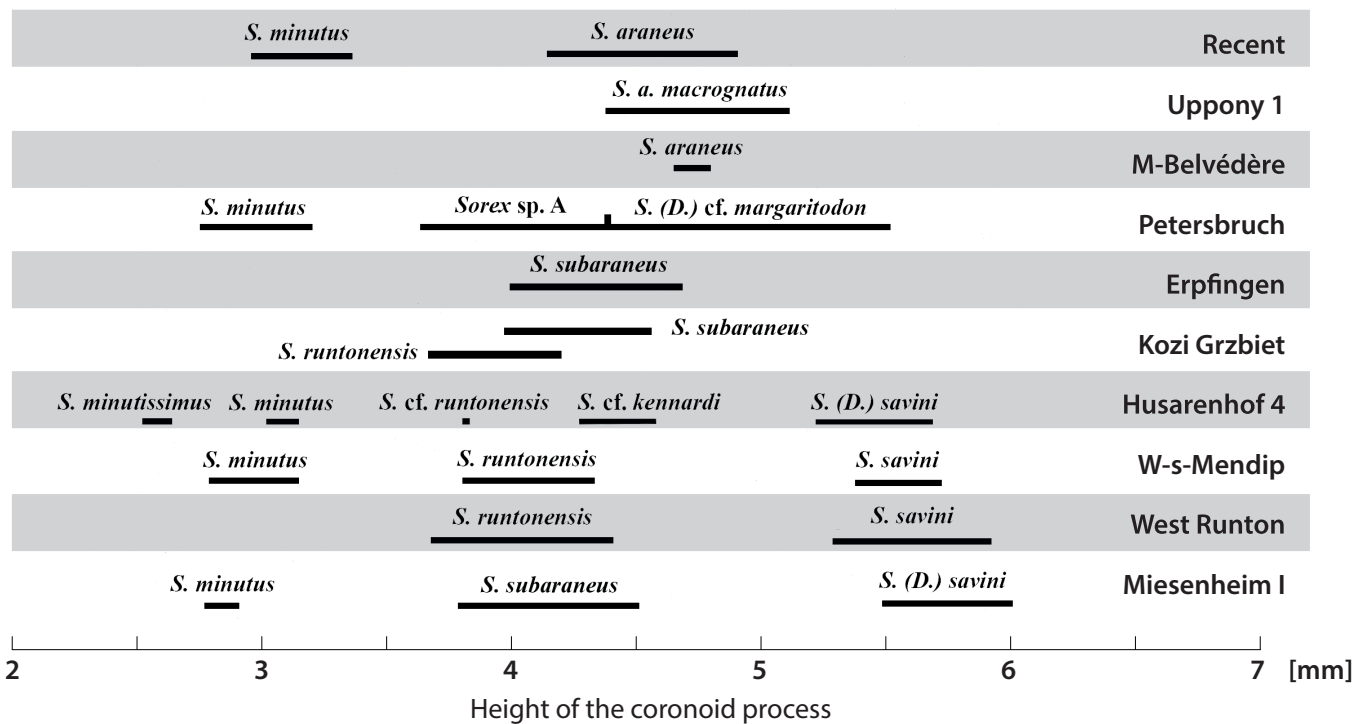 S. minutus S. araneus Recent
S. a. macrognatus Uppony 1
S. araneus M-Belvédère
S. minutus Sorex sp. A S. (D.) cf. margaritodon Petersbruch
S. subaraneus Erpfingen
S. subaraneus
S. runtonensis Kozi Grzbiet
S. minutissimus S. minutus S. cf. runtonensis S. cf. kennardi S. (D.) savini Husarenhof 4
S. minutus S. runtonensis S. savini W-s-Mendip
S. runtonensis S. savini West Runton
S. minutus S. subaraneus S. (D.) savini Miesenheim I
2 3 4 5 6 7 [mm]
Height of the coronoid process